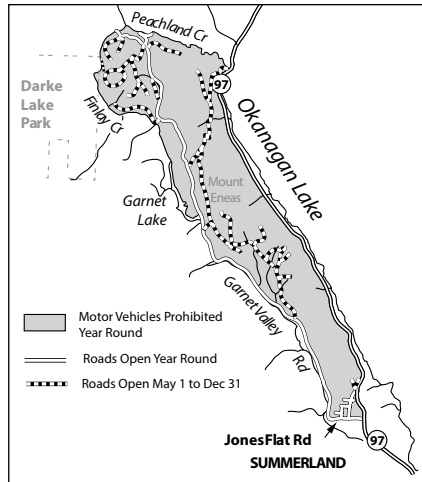 Peachland Cr
97
Darke
Lake
Park
Finlay Cr
Okanagan Lake
Garnet
Lake
Mount
Eneas
Garnet Valley
Rd
Motor Vehicles Prohibited
Year Round
Roads Open Year Round
Roads Open May 1 to Dec 31
JonesFlat Rd
97
SUMMERLAND